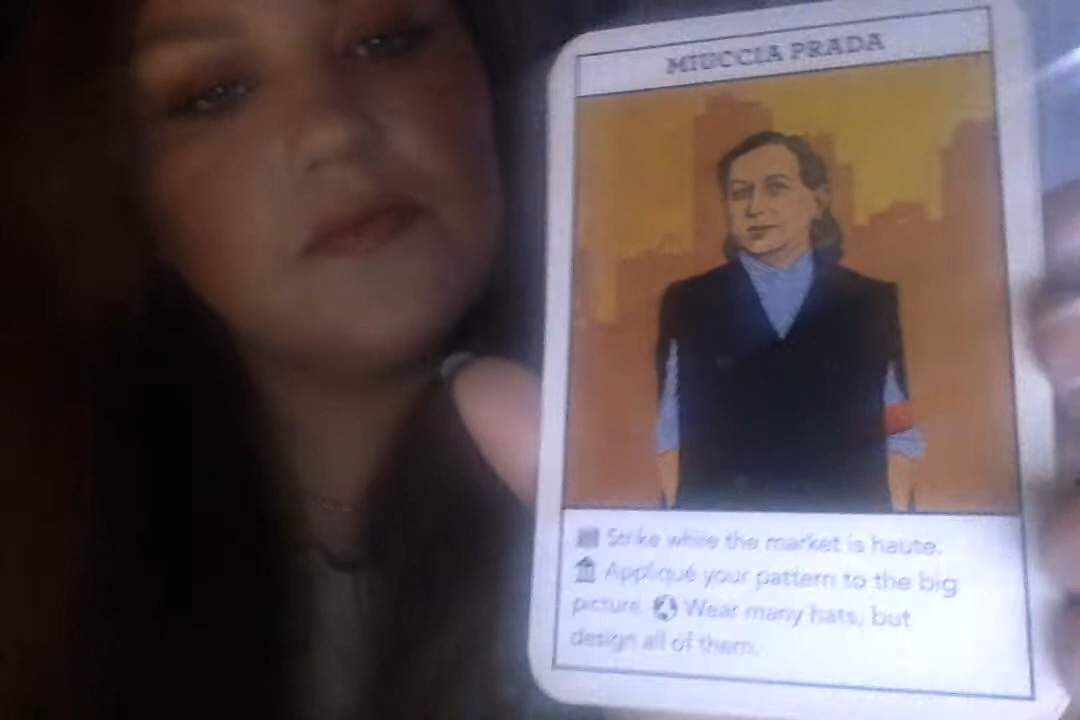 MIUCCIA PRADA
Strike while the market is haute.
Appliqué your pattern to the big
picture. Wear many hats, but
design all of them.